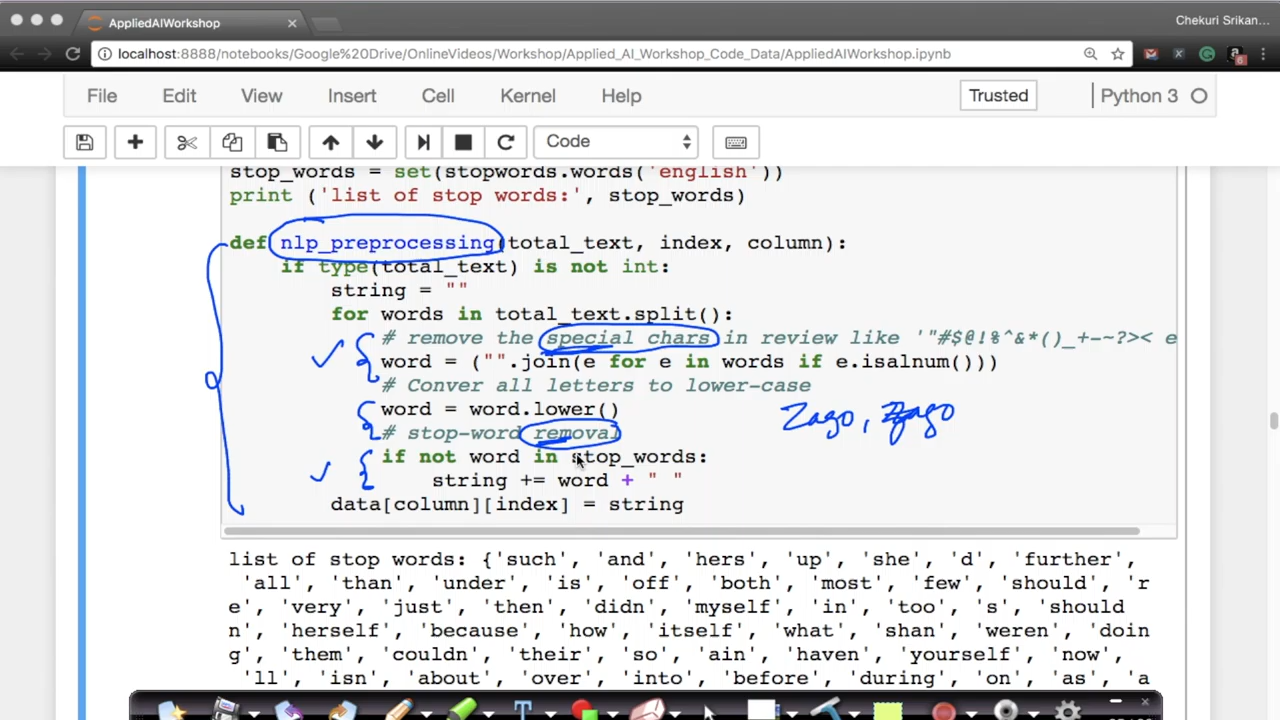 AppliedAIWorkshop
Chekuri Srikan...
localhost:8888/notebooks/Google%20Drive/OnlineVideos/Workshop/Applied_AI_Workshop_Code_Data/AppliedAIWorkshop.ipynb
File Edit View Insert Cell Kernel Help Trusted Python 3
Code
stop_words = set(stopwords.words('english'))
print ('list of stop words:', stop_words)
def nlp_preprocessing(total_text, index, column):
if type(total_text) is not int:
string = ""
for words in total_text.split():
# remove the special chars in review like '"#$@!%^&*()_+-~?>< e
word = ("".join(e for e in words if e.isalnum()))
# Conver all letters to lower-case
word = word.lower()
Zago, Zago
# stop-word removal
if not word in stop_words:
string += word + " "
data[column][index] = string
list of stop words: {'such', 'and', 'hers', 'up', 'she', 'd', 'further',
'all', 'than', 'under', 'is', 'off', 'both', 'most', 'few', 'should', 'r
e', 'very', 'just', 'then', 'didn', 'myself', 'in', 'too', 's', 'should
n', 'herself', 'because', 'how', 'itself', 'what', 'shan', 'weren', 'doin
g', 'them', 'couldn', 'their', 'so', 'ain', 'haven', 'yourself', 'now',
'll', 'isn', 'about', 'over', 'into', 'before', 'during', 'on', 'as', 'a